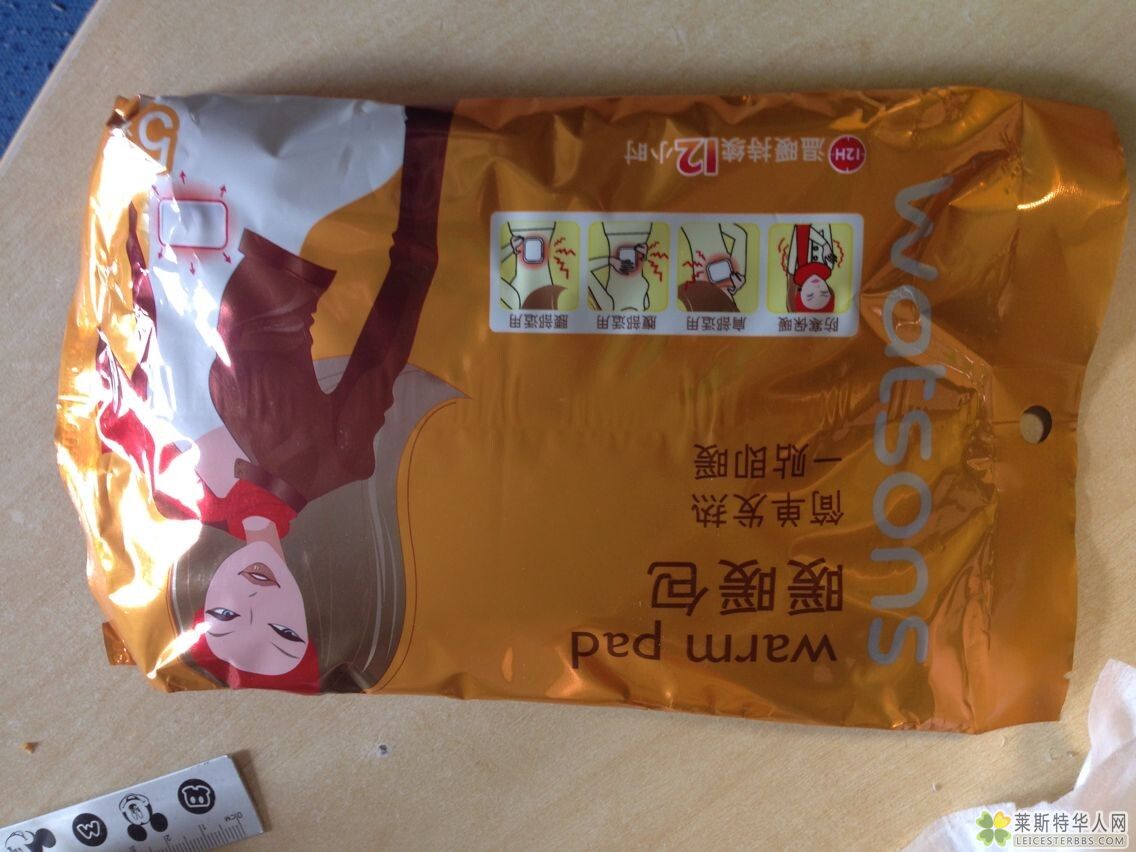 watsons
warm pad
暖暖包
简单发热
一贴即暖
防寒保暖
肩部适用
腹部适用
腰部适用
12H
温暖持续12小时
5
0cm
莱斯特华人网
LEICESTERBBS.COM